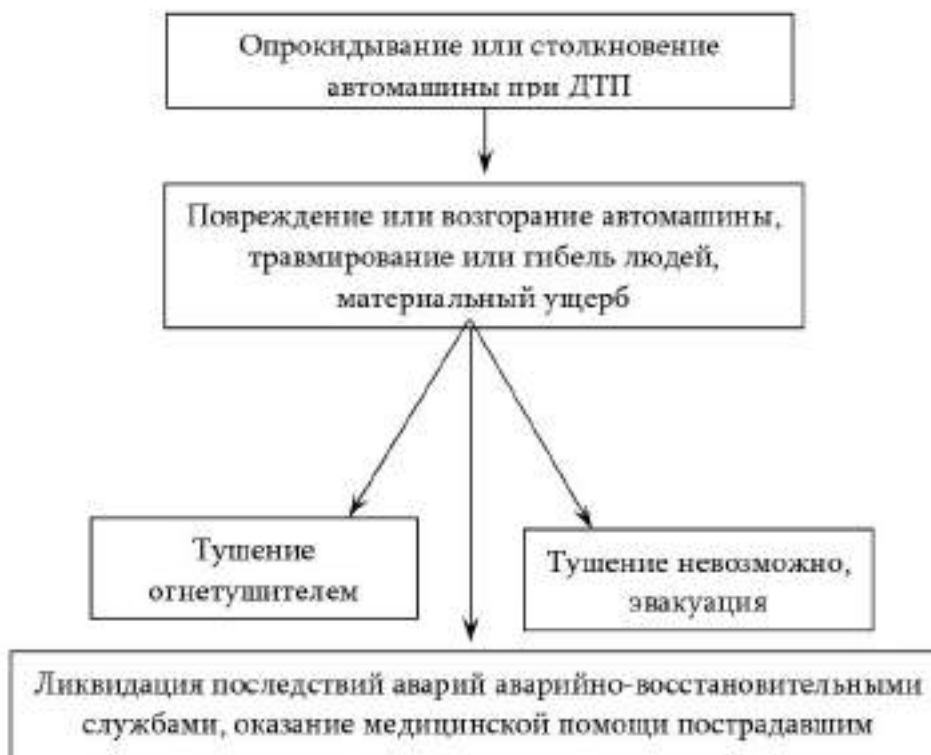 Опрокидывание или столкновение
автомашины при ДТП
Повреждение или возгорание автомашины,
травмирование или гибель людей,
материальный ущерб
Тушение
огнетушителем
Тушение невозможно,
эвакуация
Ликвидация последствий аварий аварийно-восстановительными
службами, оказание медицинской помощи пострадавшим